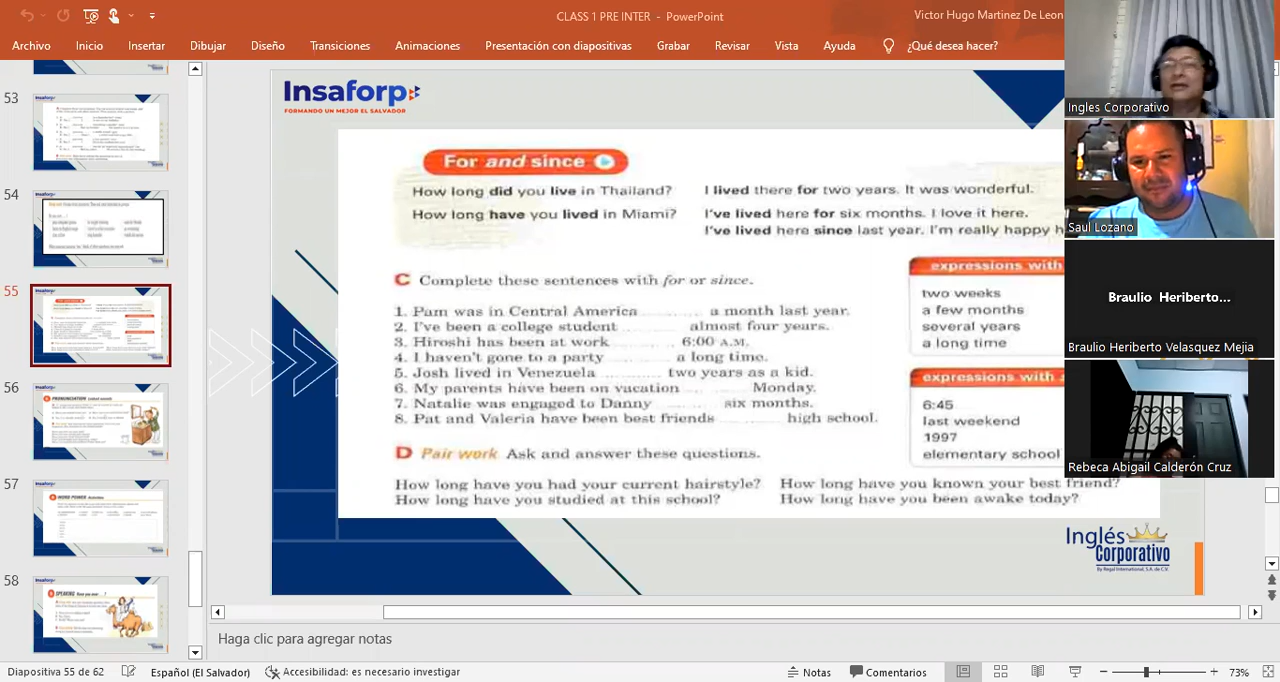 CLASS 1 PRE INTER - PowerPoint
Victor Hugo Martinez De Leon
Archivo Inicio Insertar Dibujar Diseño Transiciones Animaciones Presentación con diapositivas Grabar Revisar Vista Ayuda ¿Qué desea hacer?
53
54
55
56
57
58
Insaforp
FORMANDO UN MEJOR EL SALVADOR
For and since
How long did you live in Thailand? I lived there for two years. It was wonderful.
How long have you lived in Miami? I've lived here for six months. I love it here.
I've lived here since last year. I'm really happy h
C Complete these sentences with for or since.
1. Pam was in Central America .......... a month last year.
2. I've been a college student .......... almost four years.
3. Hiroshi has been at work .......... 6:00 A.M.
4. I haven't gone to a party .......... a long time.
5. Josh lived in Venezuela .......... two years as a kid.
6. My parents have been on vacation .......... Monday.
7. Natalie was engaged to Danny .......... six months.
8. Pat and Valeria have been best friends .......... high school.
expressions with
two weeks
a few months
several years
a long time
expressions with
6:45
last weekend
1997
elementary school
D Pair work Ask and answer these questions.
How long have you had your current hairstyle? How long have you known your best friend?
How long have you studied at this school? How long have you been awake today?
Inglés
Corporativo
By Regal International, S.A. de C.V.
Ingles Corporativo
Saul Lozano
Braulio Heriberto...
Braulio Heriberto Velasquez Mejia
Rebeca Abigail Calderón Cruz
Haga clic para agregar notas
Diapositiva 55 de 62 Español (El Salvador) Accesibilidad: es necesario investigar Notas Comentarios 73%